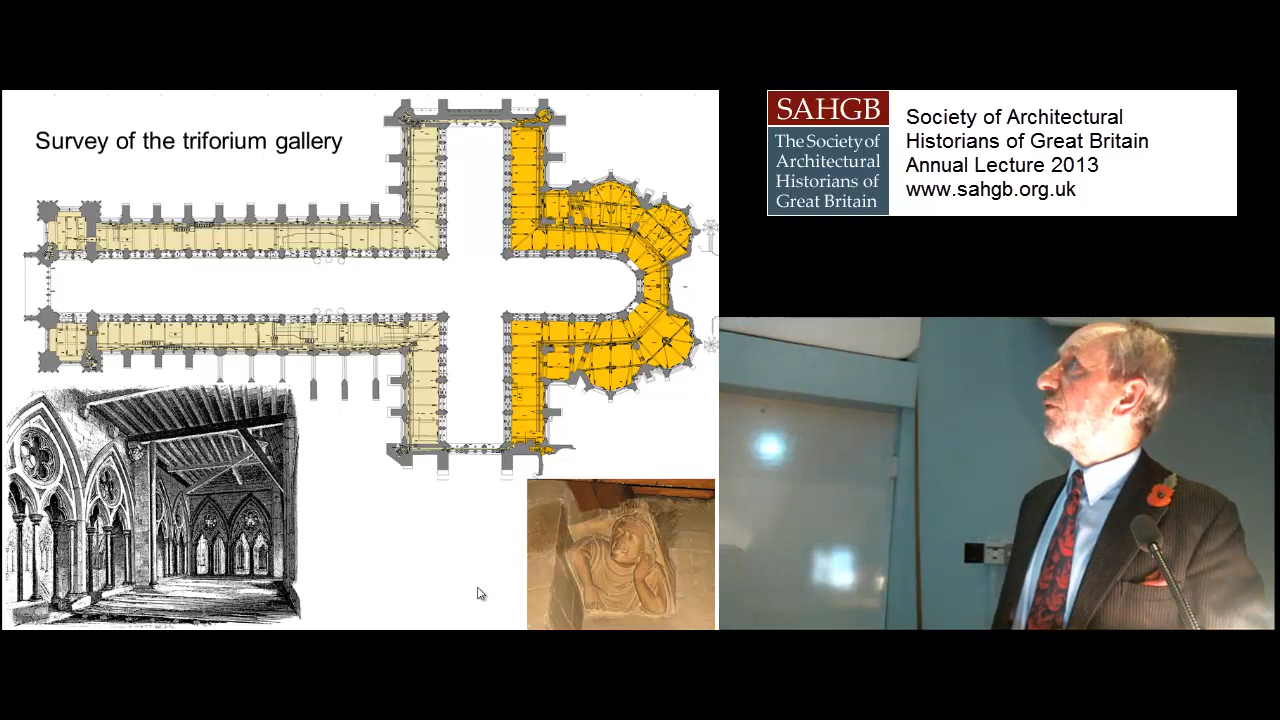 Survey of the triforium gallery
SAHGB
The Society of
Architectural
Historians of
Great Britain
Society of Architectural
Historians of Great Britain
Annual Lecture 2013
www.sahgb.org.uk